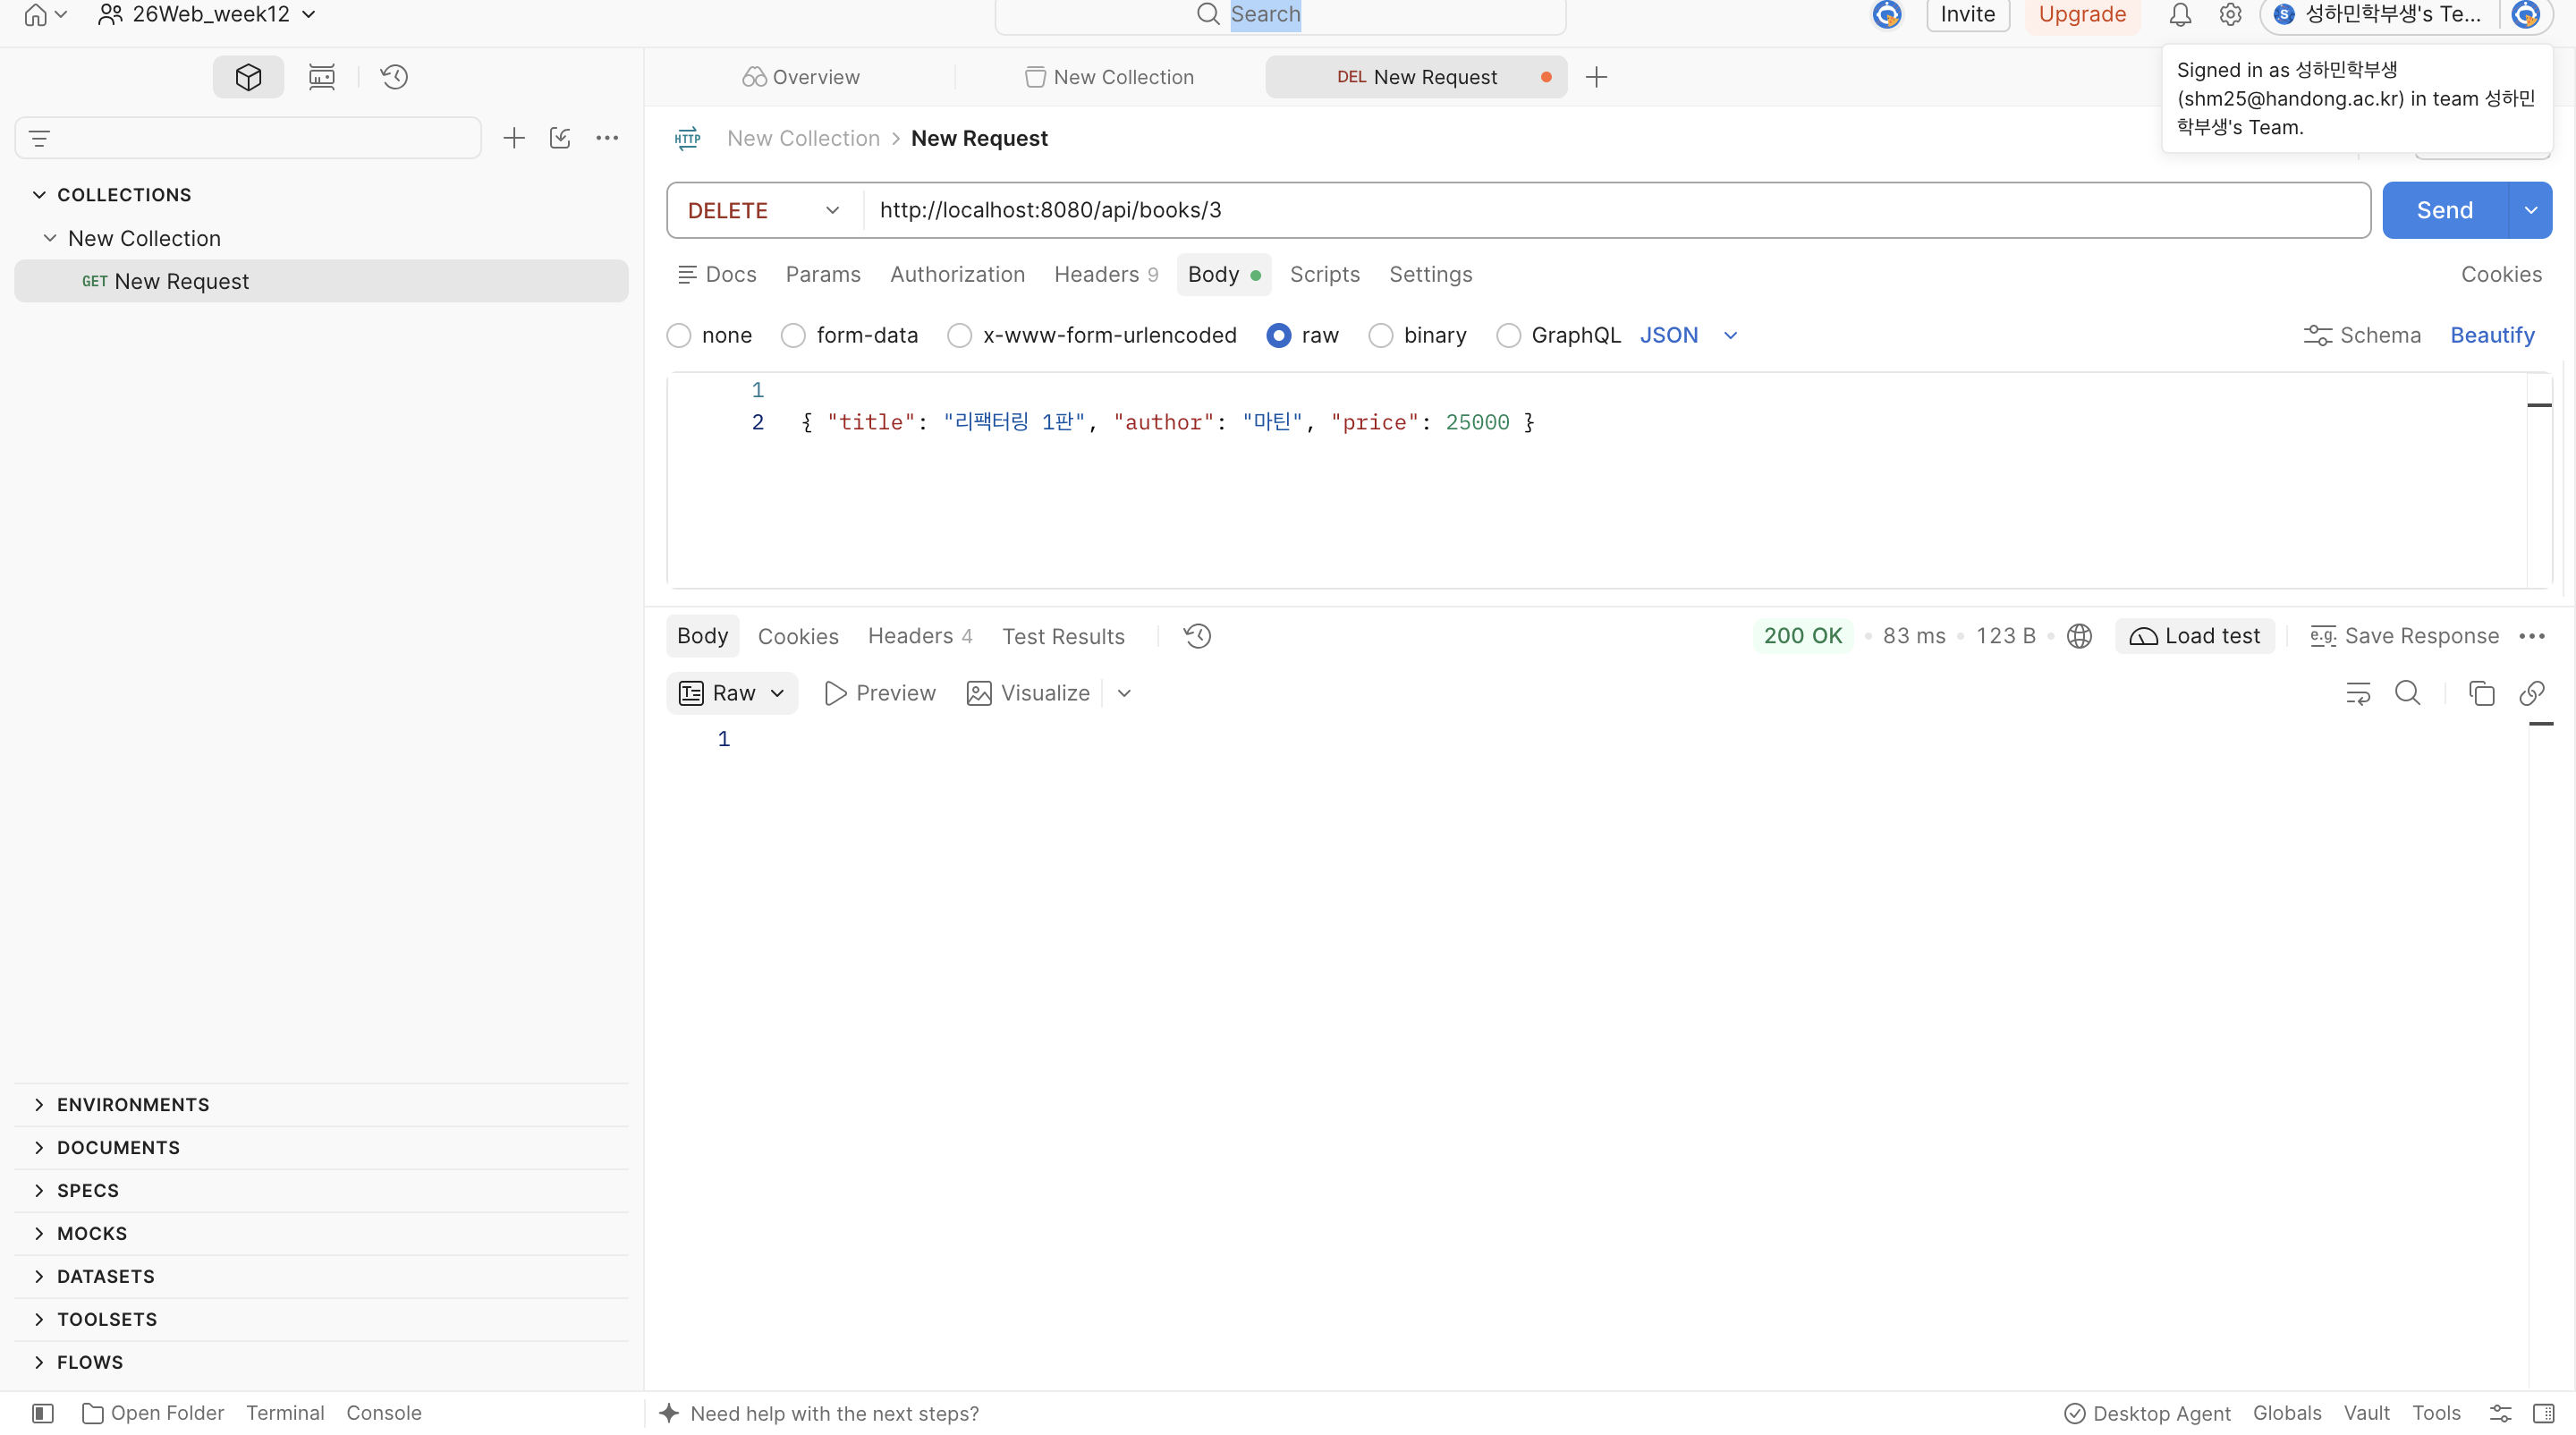 26Web_week12
Search
Invite
Upgrade
성하민학부생's Te...
Signed in as 성하민학부생
(shm25@handong.ac.kr) in team 성하민
학부생's Team.
Overview
New Collection
DEL New Request
New Collection > New Request
COLLECTIONS
New Collection
GET New Request
HTTP
DELETE
http://localhost:8080/api/books/3
Send
Docs
Params
Authorization
Headers 9
Body
Scripts
Settings
Cookies
none
form-data
x-www-form-urlencoded
raw
binary
GraphQL
JSON
Schema
Beautify
1
2 { "title": "리팩터링 1판", "author": "마틴", "price": 25000 }
Body
Cookies
Headers 4
Test Results
200 OK
83 ms
123 B
Load test
e.g. Save Response
Raw
Preview
Visualize
1
ENVIRONMENTS
DOCUMENTS
SPECS
MOCKS
DATASETS
TOOLSETS
FLOWS
Open Folder
Terminal
Console
Need help with the next steps?
Desktop Agent
Globals
Vault
Tools